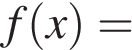 f(x) =